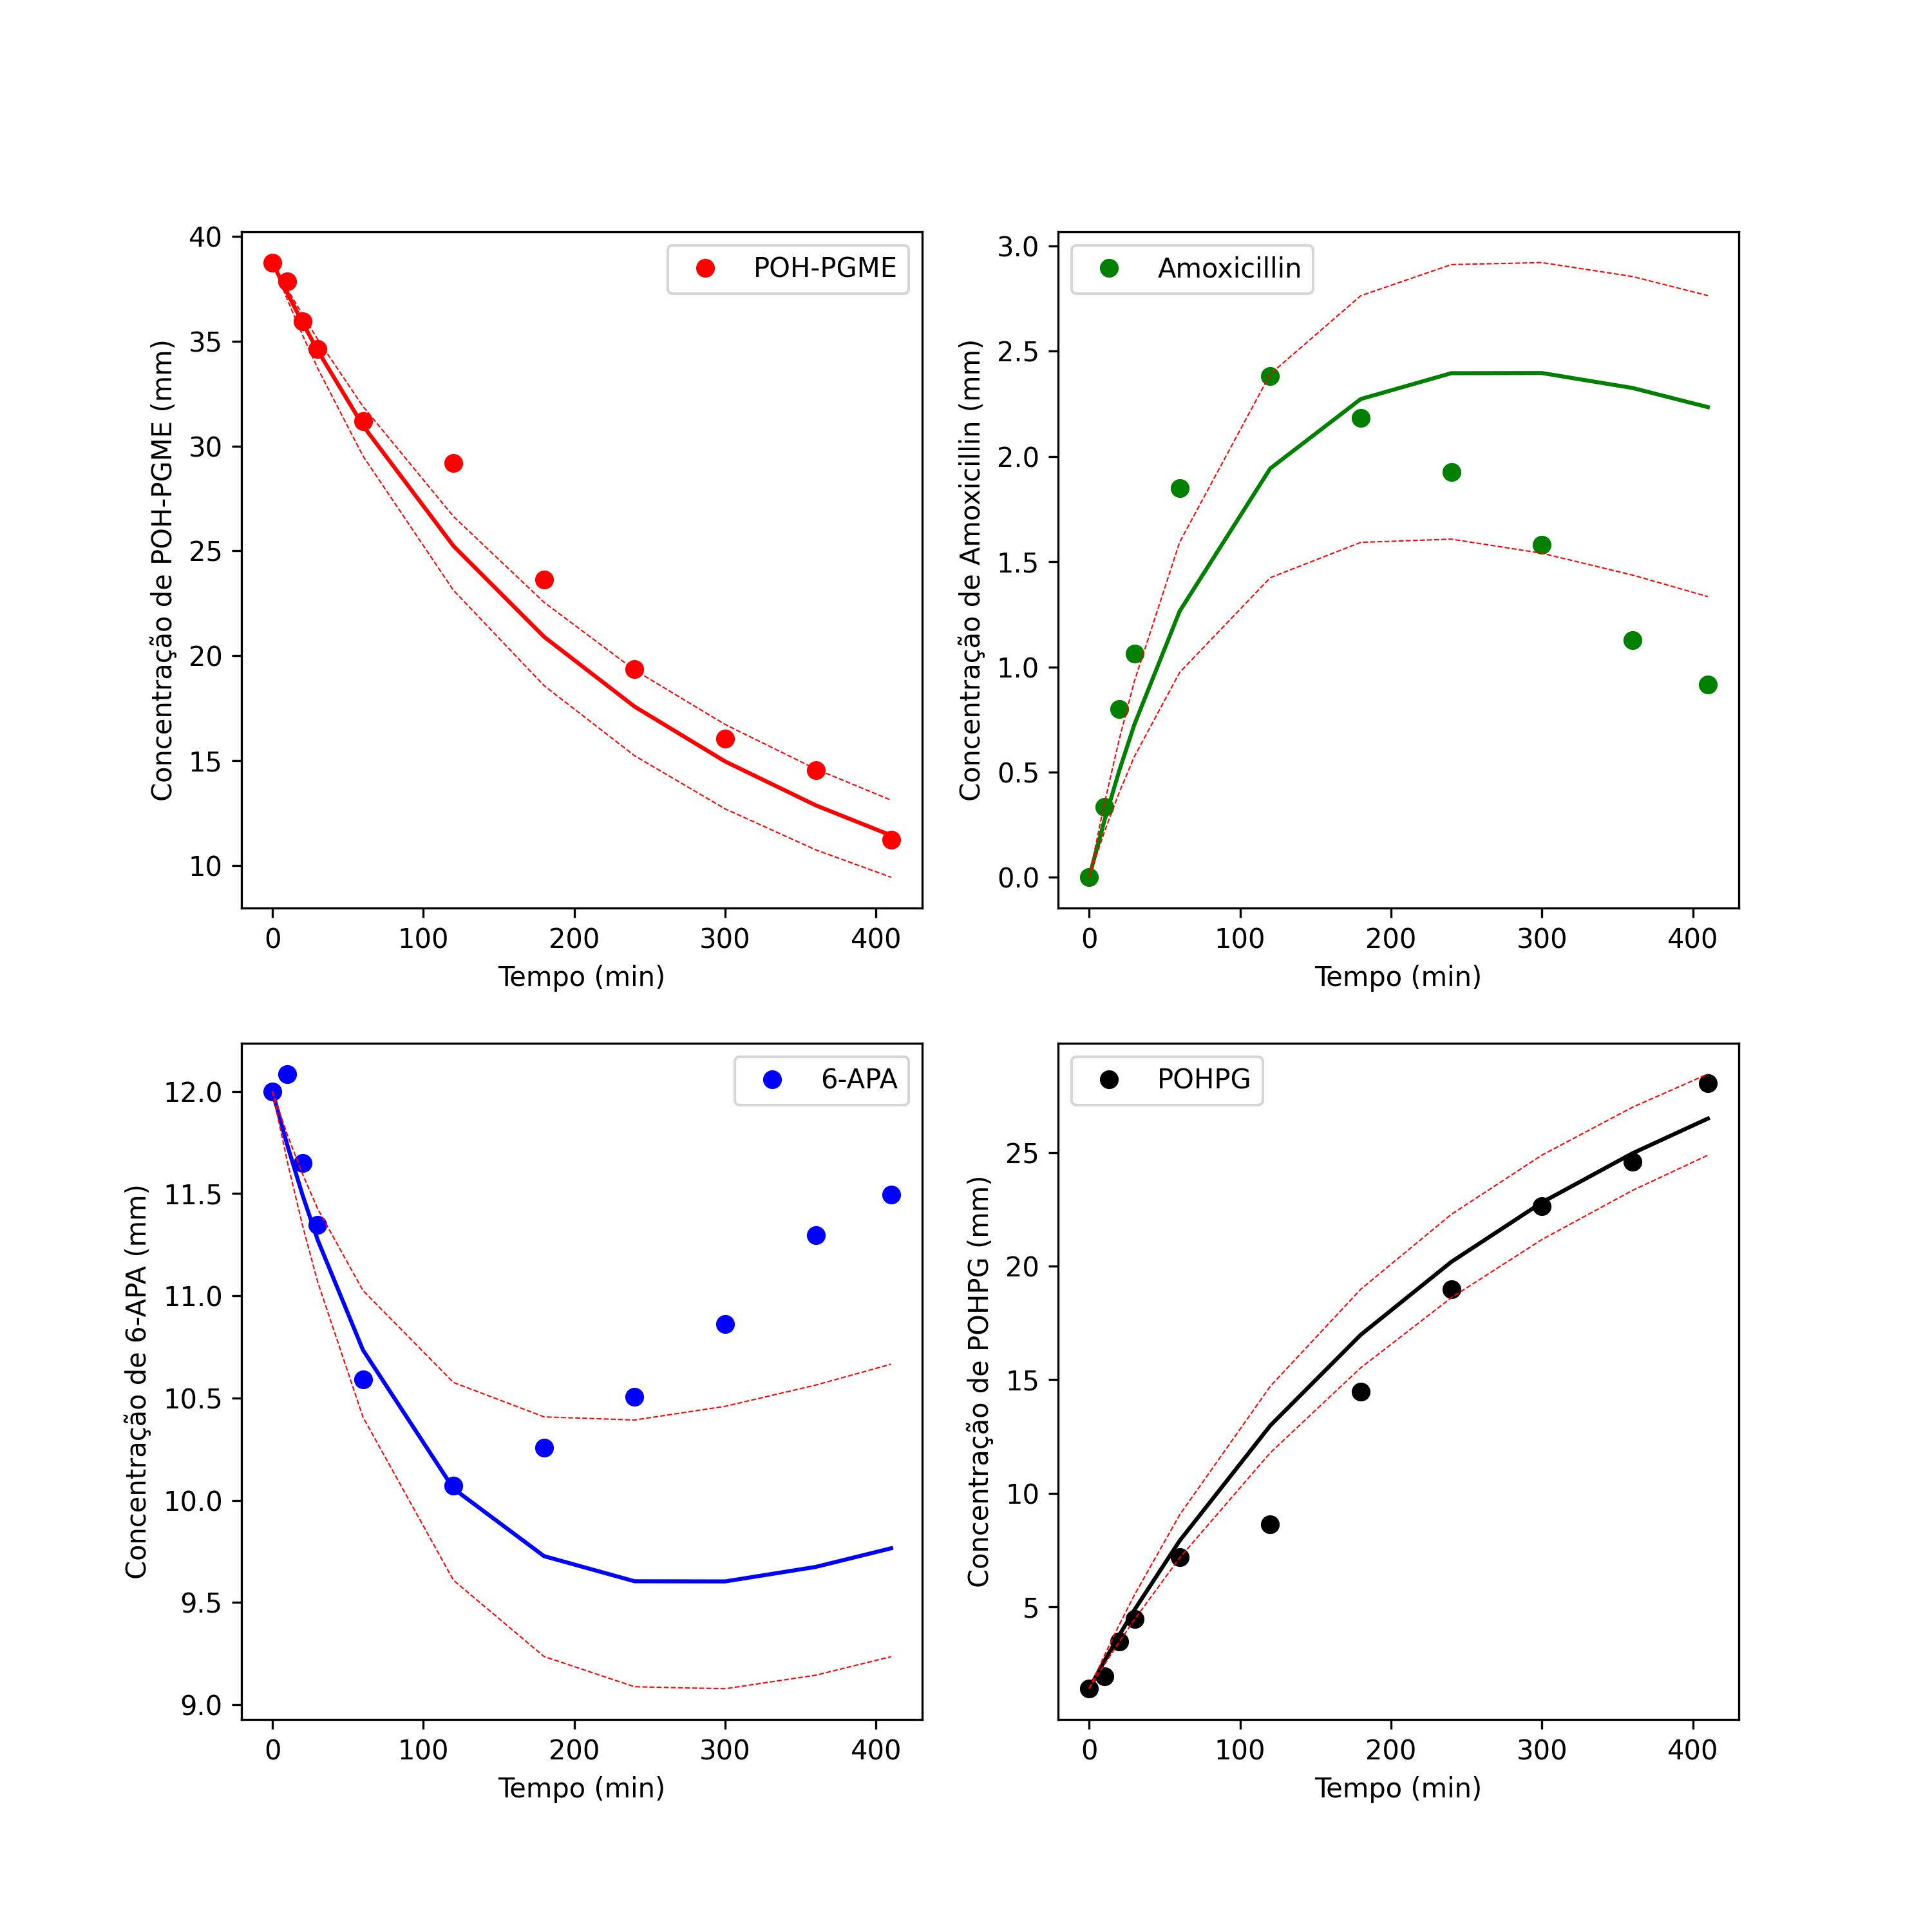 40
35
30
25
20
15
10
Concentração de POH-PGME (mm)
POH-PGME
0 100 200 300 400
Tempo (min)
3.0
2.5
2.0
1.5
1.0
0.5
0.0
Concentração de Amoxicillin (mm)
Amoxicillin
0 100 200 300 400
Tempo (min)
12.0
11.5
11.0
10.5
10.0
9.5
9.0
Concentração de 6-APA (mm)
6-APA
0 100 200 300 400
Tempo (min)
25
20
15
10
5
Concentração de POHPG (mm)
POHPG
0 100 200 300 400
Tempo (min)